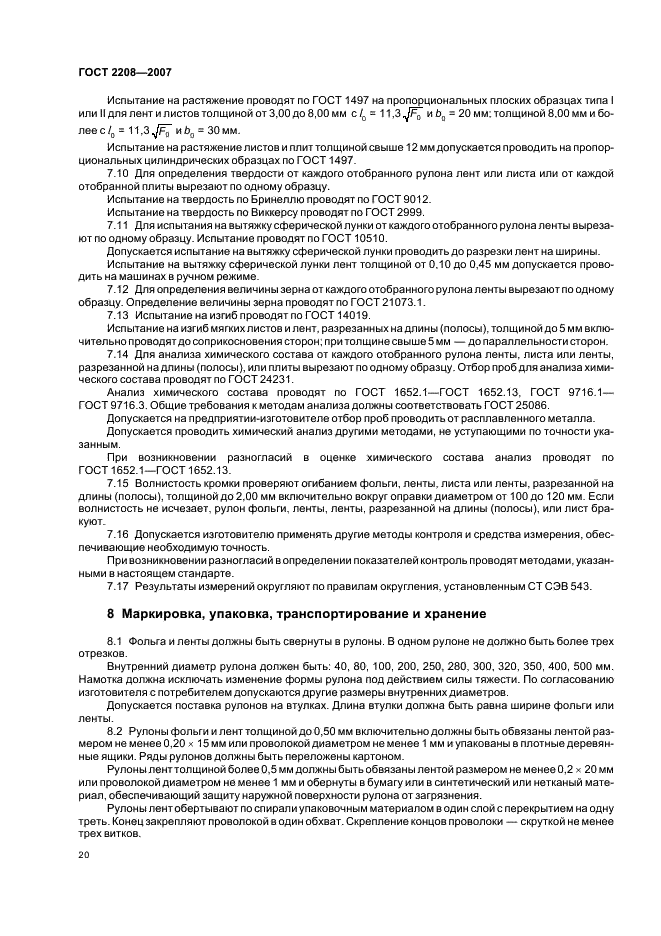 ГОСТ 2208—2007
Испытание на растяжение проводят по ГОСТ 1497 на пропорциональных плоских образцах типа I
или II для лент и листов толщиной от 3,00 до 8,00 мм с l₀ = 11,3√F₀ и b₀ = 20 мм; толщиной 8,00 мм и бо-
лее с l₀ = 11,3√F₀ и b₀ = 30 мм.
Испытание на растяжение листов и плит толщиной свыше 12 мм допускается проводить на пропор-
циональных цилиндрических образцах по ГОСТ 1497.
7.10 Для определения твердости от каждого отобранного рулона лент или листа или от каждой
отобранной плиты вырезают по одному образцу.
Испытание на твердость по Бринеллю проводят по ГОСТ 9012.
Испытание на твердость по Виккерсу проводят по ГОСТ 2999.
7.11 Для испытания на вытяжку сферической лунки от каждого отобранного рулона ленты выреза-
ют по одному образцу. Испытание проводят по ГОСТ 10510.
Допускается испытание на вытяжку сферической лунки проводить до разрезки лент на ширины.
Испытание на вытяжку сферической лунки лент толщиной от 0,10 до 0,45 мм допускается прово-
дить на машинах в ручном режиме.
7.12 Для определения величины зерна от каждого отобранного рулона ленты вырезают по одному
образцу. Определение величины зерна проводят по ГОСТ 21073.1.
7.13 Испытание на изгиб проводят по ГОСТ 14019.
Испытание на изгиб мягких листов и лент, разрезанных на длины (полосы), толщиной до 5 мм вклю-
чительно проводят до соприкосновения сторон; при толщине свыше 5 мм — до параллельности сторон.
7.14 Для анализа химического состава от каждого отобранного рулона ленты, листа или ленты,
разрезанной на длины (полосы), или плиты вырезают по одному образцу. Отбор проб для анализа хими-
ческого состава проводят по ГОСТ 24231.
Анализ химического состава проводят по ГОСТ 1652.1—ГОСТ 1652.13, ГОСТ 9716.1—
ГОСТ 9716.3. Общие требования к методам анализа должны соответствовать ГОСТ 25086.
Допускается на предприятии-изготовителе отбор проб проводить от расплавленного металла.
Допускается проводить химический анализ другими методами, не уступающими по точности ука-
занным.
При возникновении разногласий в оценке химического состава анализ проводят по
ГОСТ 1652.1—ГОСТ 1652.13.
7.15 Волнистость кромки проверяют огибанием фольги, ленты, листа или ленты, разрезанной на
длины (полосы), толщиной до 2,00 мм включительно вокруг оправки диаметром от 100 до 120 мм. Если
волнистость не исчезает, рулон фольги, ленты, ленты, разрезанной на длины (полосы), или лист бра-
куют.
7.16 Допускается изготовителю применять другие методы контроля и средства измерения, обес-
печивающие необходимую точность.
При возникновении разногласий в определении показателей контроль проводят методами, указан-
ными в настоящем стандарте.
7.17 Результаты измерений округляют по правилам округления, установленным СТ СЭВ 543.
8 Маркировка, упаковка, транспортирование и хранение
8.1 Фольга и ленты должны быть свернуты в рулоны. В одном рулоне не должно быть более трех
отрезков.
Внутренний диаметр рулона должен быть: 40, 80, 100, 200, 250, 280, 300, 320, 350, 400, 500 мм.
Намотка должна исключать изменение формы рулона под действием силы тяжести. По согласованию
изготовителя с потребителем допускаются другие размеры внутренних диаметров.
Допускается поставка рулонов на втулках. Длина втулки должна быть равна ширине фольги или
ленты.
8.2 Рулоны фольги и лент толщиной до 0,50 мм включительно должны быть обвязаны лентой раз-
мером не менее 0,20 × 15 мм или проволокой диаметром не менее 1 мм и упакованы в плотные деревян-
ные ящики. Ряды рулонов должны быть переложены картоном.
Рулоны лент толщиной более 0,5 мм должны быть обвязаны лентой размером не менее 0,2 × 20 мм
или проволокой диаметром не менее 1 мм и обернуты в бумагу или в синтетический или нетканый мате-
риал, обеспечивающий защиту наружной поверхности рулона от загрязнения.
Рулоны лент обертывают по спирали упаковочным материалом в один слой с перекрытием на одну
треть. Конец закрепляют проволокой в один обхват. Скрепление концов проволоки — скруткой не менее
трех витков.
20